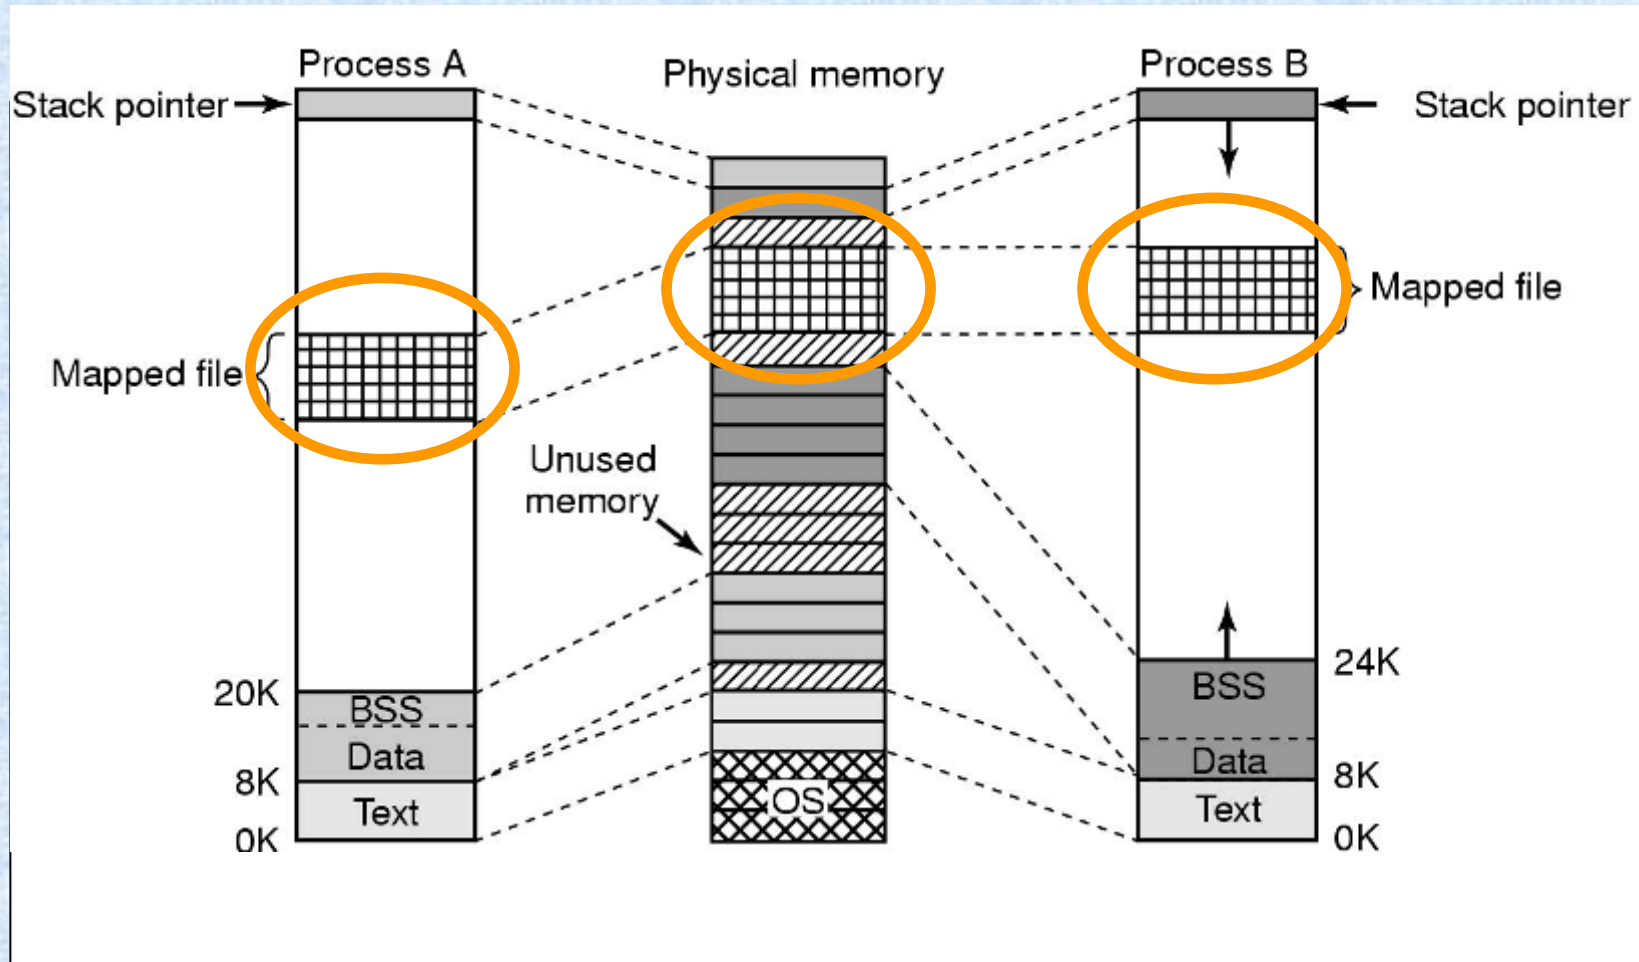 Process A
Physical memory
Process B
Stack pointer
Stack pointer
Mapped file
Mapped file
Unused
memory
20K
BSS
Data
8K
Text
0K
OS
24K
BSS
Data
8K
Text
0K